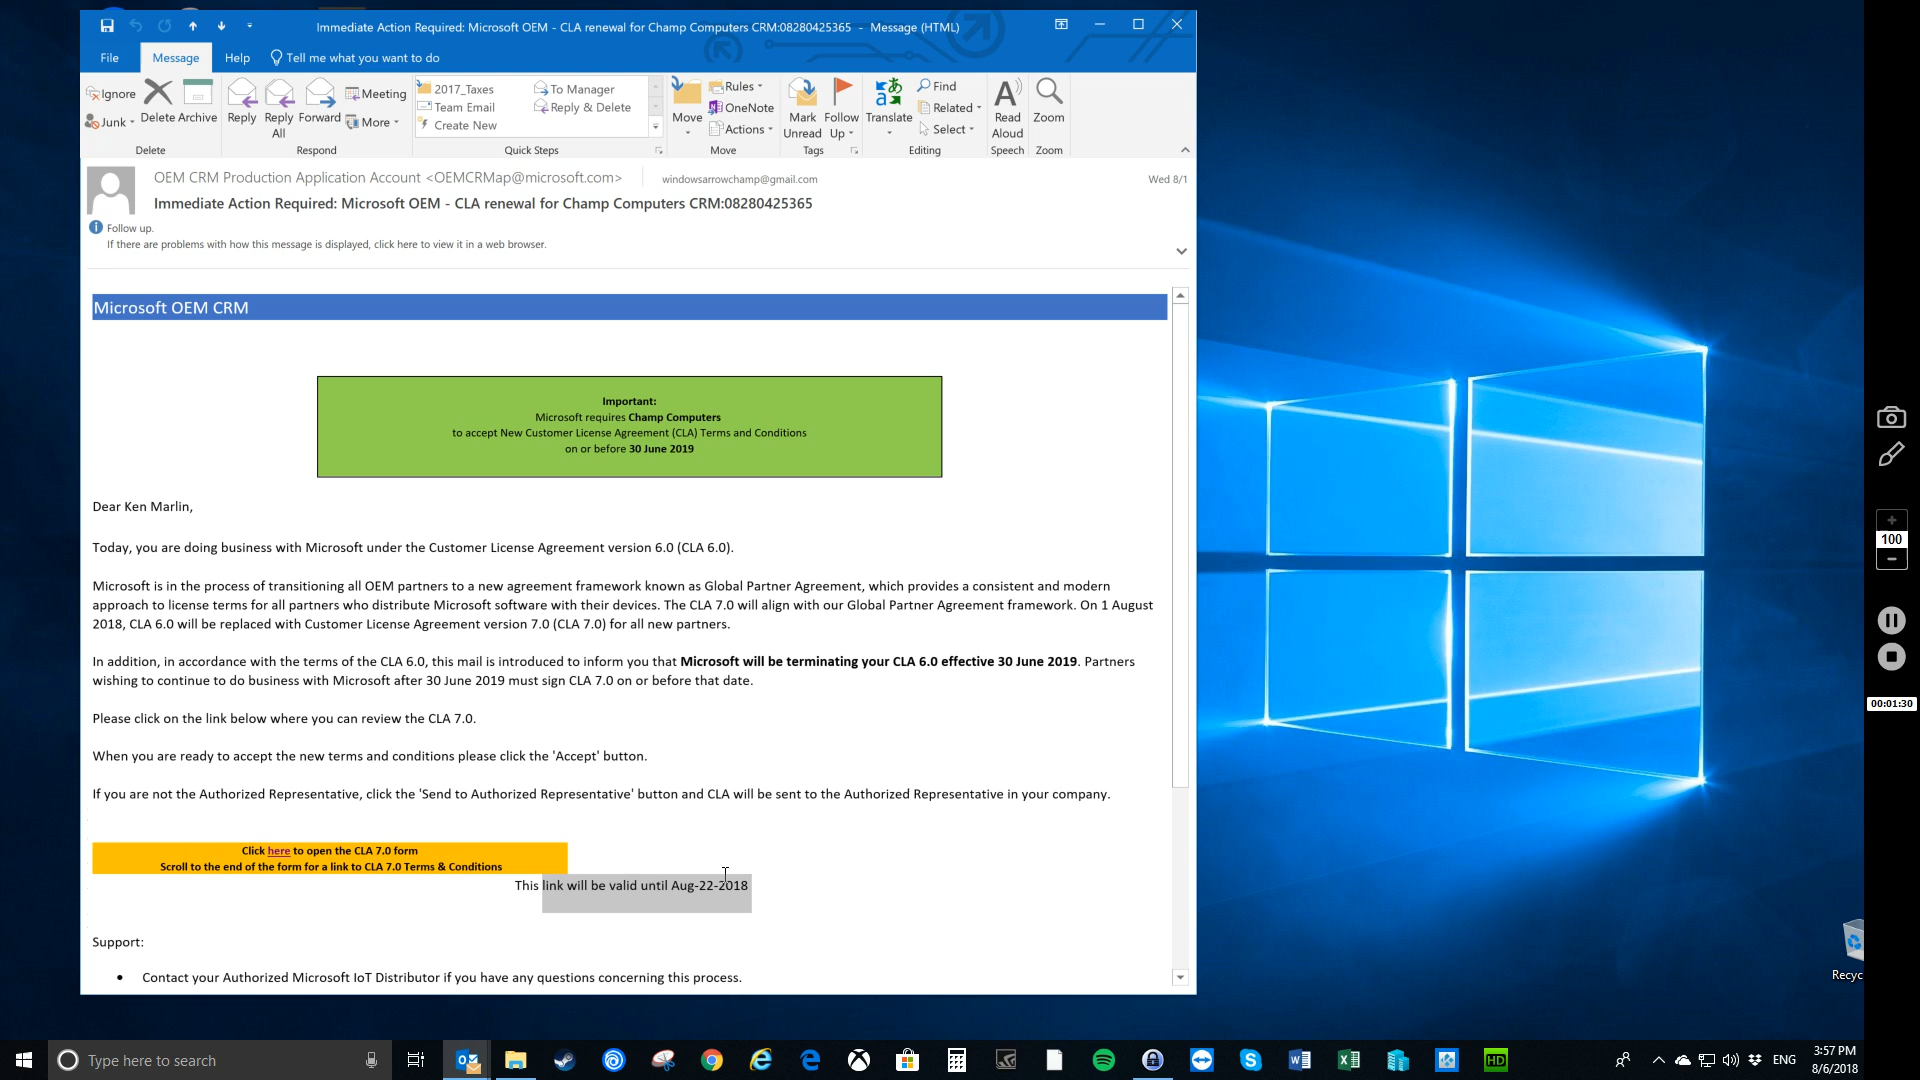 Immediate Action Required: Microsoft OEM - CLA renewal for Champ Computers CRM:08280425365 - Message (HTML)
File Message Help Tell me what you want to do
Ignore
Junk
Delete
Archive
Delete
Reply
Reply All
Forward
Meeting
More
Respond
2017_Taxes
To Manager
Team Email
Reply & Delete
Create New
Quick Steps
Move
Rules
OneNote
Actions
Move
Mark Unread
Follow Up
Tags
Translate
Find
Related
Select
Editing
Read Aloud
Speech
Zoom
Zoom
OEM CRM Production Application Account <OEMCRMap@microsoft.com> windowsarrowchamp@gmail.com Wed 8/1
Immediate Action Required: Microsoft OEM - CLA renewal for Champ Computers CRM:08280425365
Follow up.
If there are problems with how this message is displayed, click here to view it in a web browser.
Microsoft OEM CRM
Important:
Microsoft requires Champ Computers
to accept New Customer License Agreement (CLA) Terms and Conditions
on or before 30 June 2019
Dear Ken Marlin,
Today, you are doing business with Microsoft under the Customer License Agreement version 6.0 (CLA 6.0).
Microsoft is in the process of transitioning all OEM partners to a new agreement framework known as Global Partner Agreement, which provides a consistent and modern
approach to license terms for all partners who distribute Microsoft software with their devices. The CLA 7.0 will align with our Global Partner Agreement framework. On 1 August
2018, CLA 6.0 will be replaced with Customer License Agreement version 7.0 (CLA 7.0) for all new partners.
In addition, in accordance with the terms of the CLA 6.0, this mail is introduced to inform you that Microsoft will be terminating your CLA 6.0 effective 30 June 2019. Partners
wishing to continue to do business with Microsoft after 30 June 2019 must sign CLA 7.0 on or before that date.
Please click on the link below where you can review the CLA 7.0.
When you are ready to accept the new terms and conditions please click the 'Accept' button.
If you are not the Authorized Representative, click the 'Send to Authorized Representative' button and CLA will be sent to the Authorized Representative in your company.
Click here to open the CLA 7.0 form
Scroll to the end of the form for a link to CLA 7.0 Terms & Conditions
This link will be valid until Aug-22-2018
Support:
• Contact your Authorized Microsoft IoT Distributor if you have any questions concerning this process.
100
00:01:30
Recyc
Type here to search
HD
ENG
3:57 PM
8/6/2018